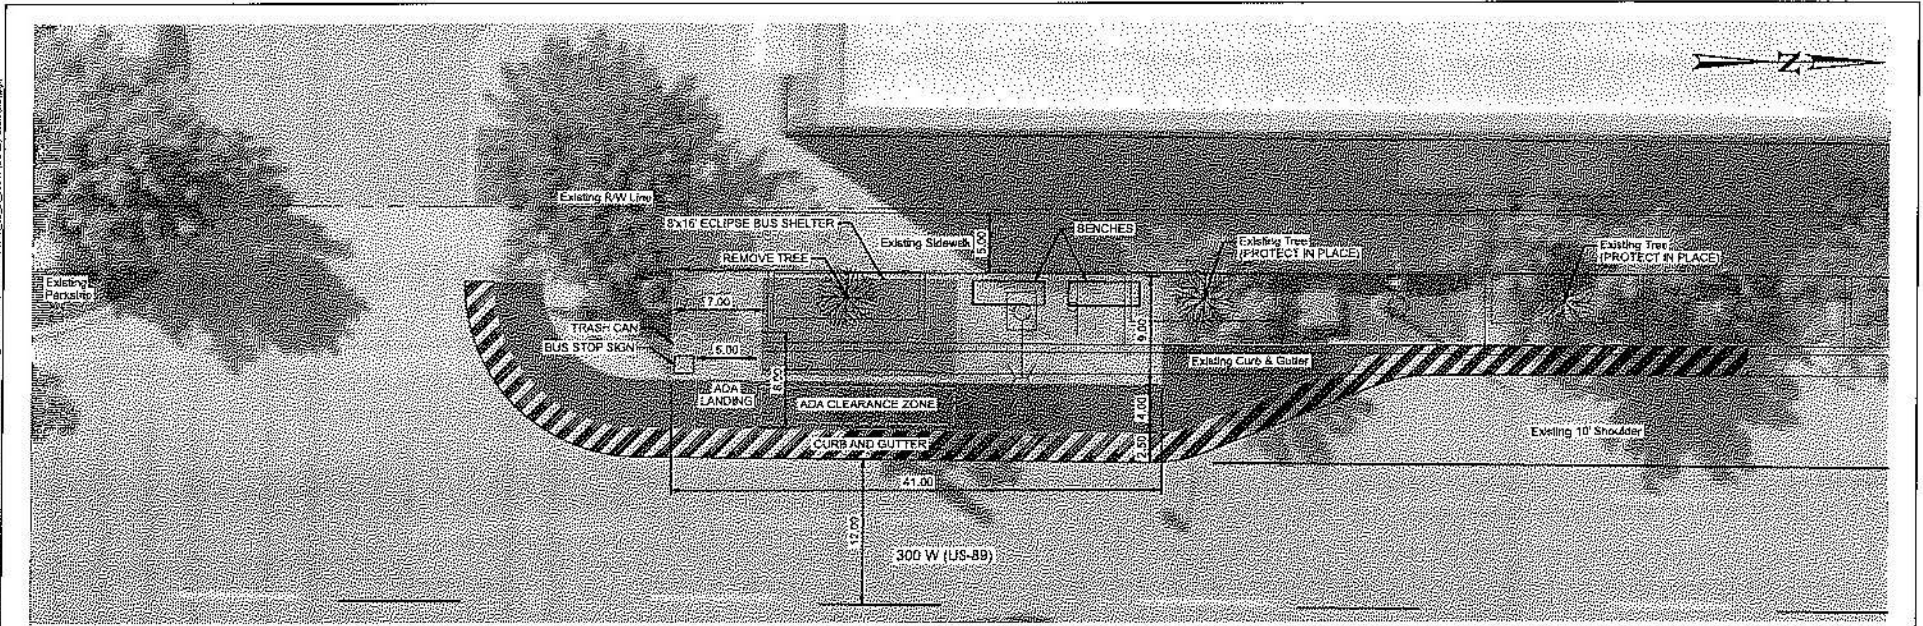 Z
Existing R/W Line
8'x16' ECLIPSE BUS SHELTER
Existing Sidewalk
5.00
BENCHES
REMOVE TREE
Existing Tree
(PROTECT IN PLACE)
Existing Tree
(PROTECT IN PLACE)
Existing
Parkstrip
7.00
TRASH CAN
BUS STOP SIGN
5.00
8.00
9.00
Existing Curb & Gutter
ADA
LANDING
ADA CLEARANCE ZONE
4.00
CURB AND GUTTER
2.50
Existing 10' Shoulder
41.00
12.00
300 W (US-89)